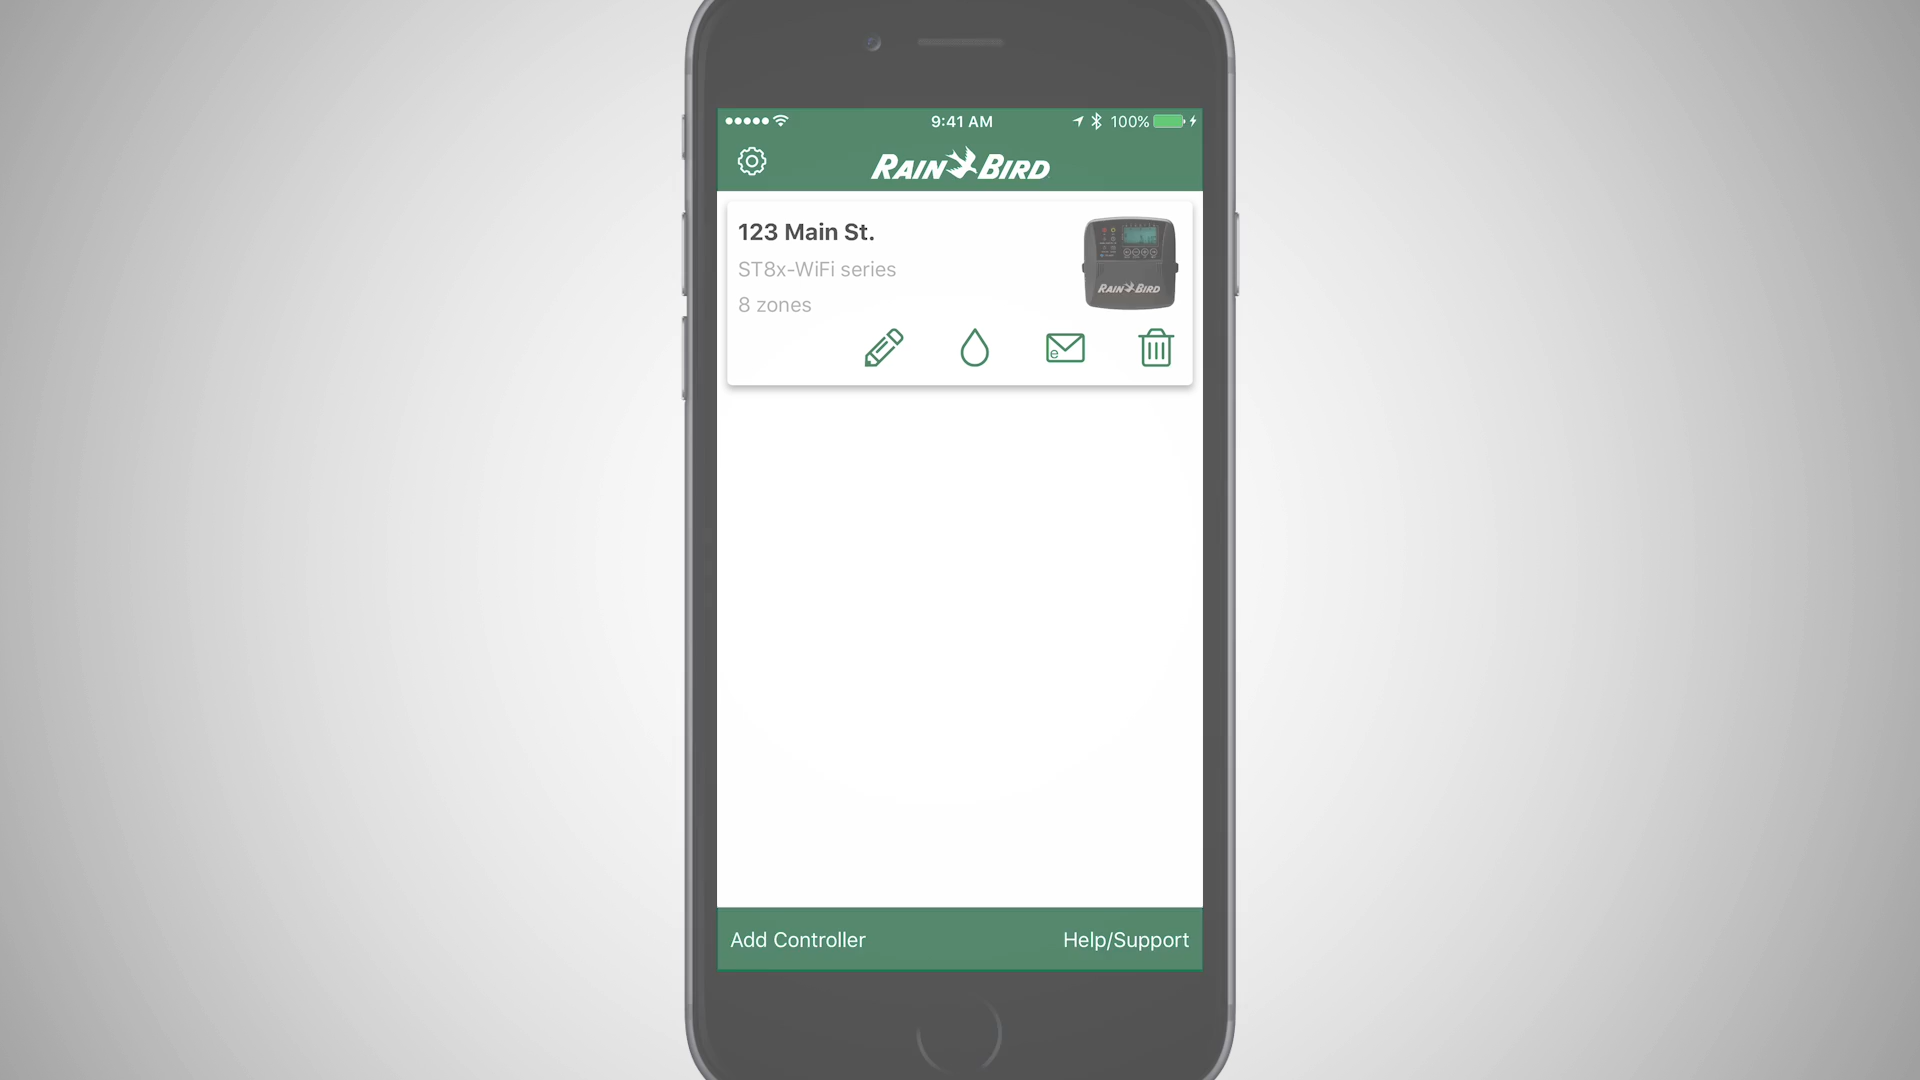 9:41 AM
100%
RAIN BIRD
123 Main St.
ST8x-WiFi series
8 zones
RAIN BIRD
e
Add Controller
Help/Support